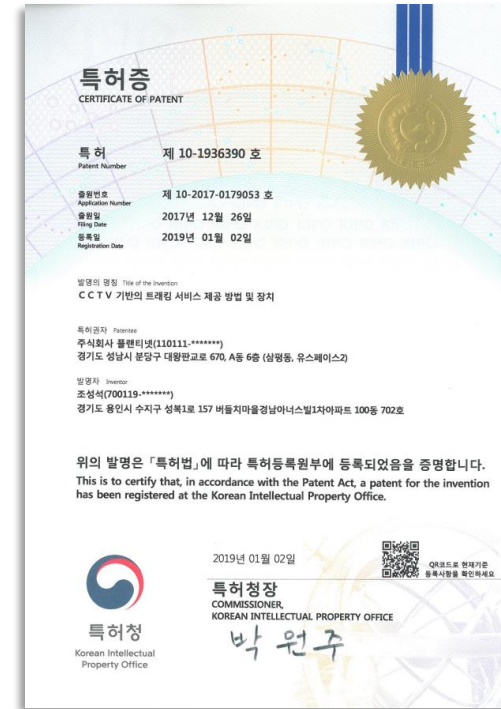 특허증
CERTIFICATE OF PATENT
특 허
Patent Number
제 10-1936390 호
출원번호
Application Number
제 10-2017-0179053 호
출원일
Filing Date
2017년 12월 26일
등록일
Registration Date
2019년 01월 02일
발명의 명칭 Title of the Invention
C C T V 기반의 트래킹 서비스 제공 방법 및 장치
특허권자 Patentee
주식회사 플랜티넷(110111-*******)
경기도 성남시 분당구 대왕판교로 670, A동 6층 (삼평동, 유스페이스2)
발명자 Inventor
조성석(700119-*******)
경기도 용인시 수지구 성복1로 157 버들치마을경남아너스빌1차아파트 100동 702호
위의 발명은 「특허법」에 따라 특허등록원부에 등록되었음을 증명합니다.
This is to certify that, in accordance with the Patent Act, a patent for the invention
has been registered at the Korean Intellectual Property Office.
2019년 01월 02일
QR코드로 현재기준
등록사항을 확인하세요
특허청장
COMMISSIONER,
KOREAN INTELLECTUAL PROPERTY OFFICE
박원주
특허청
Korean Intellectual
Property Office